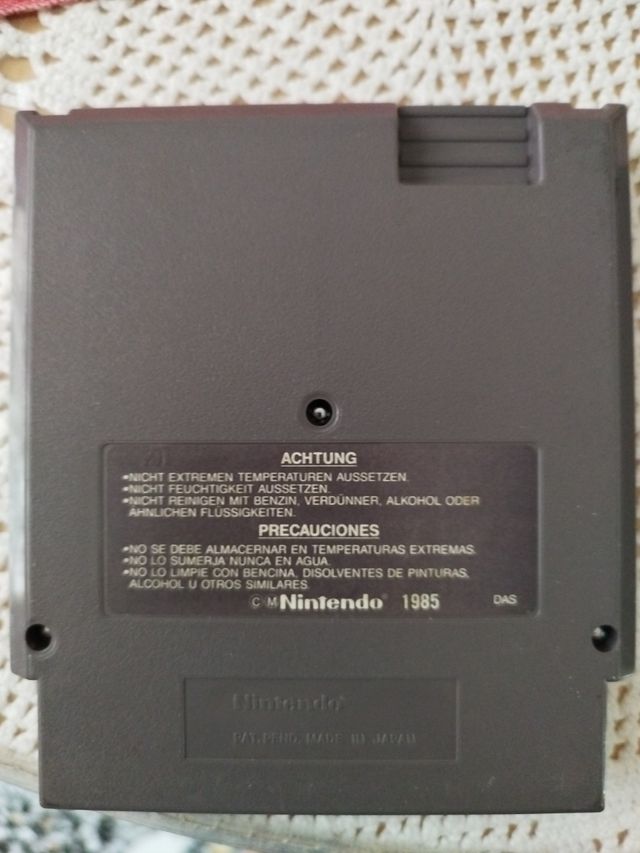 ACHTUNG
•NICHT EXTREMEN TEMPERATUREN AUSSETZEN.
•NICHT FEUCHTIGKEIT AUSSETZEN.
•NICHT REINIGEN MIT BENZIN, VERDÜNNER, ALKOHOL ODER
ÄHNLICHEN FLÜSSIGKEITEN.
PRECAUCIONES
•NO SE DEBE ALMACERNAR EN TEMPERATURAS EXTREMAS.
•NO LO SUMERJA NUNCA EN AGUA.
•NO LO LIMPIE CON BENCINA, DISOLVENTES DE PINTURAS,
ALCOHOL U OTROS SIMILARES.
©M Nintendo® 1985 DAS
Nintendo®
PAT. PEND. MADE IN JAPAN